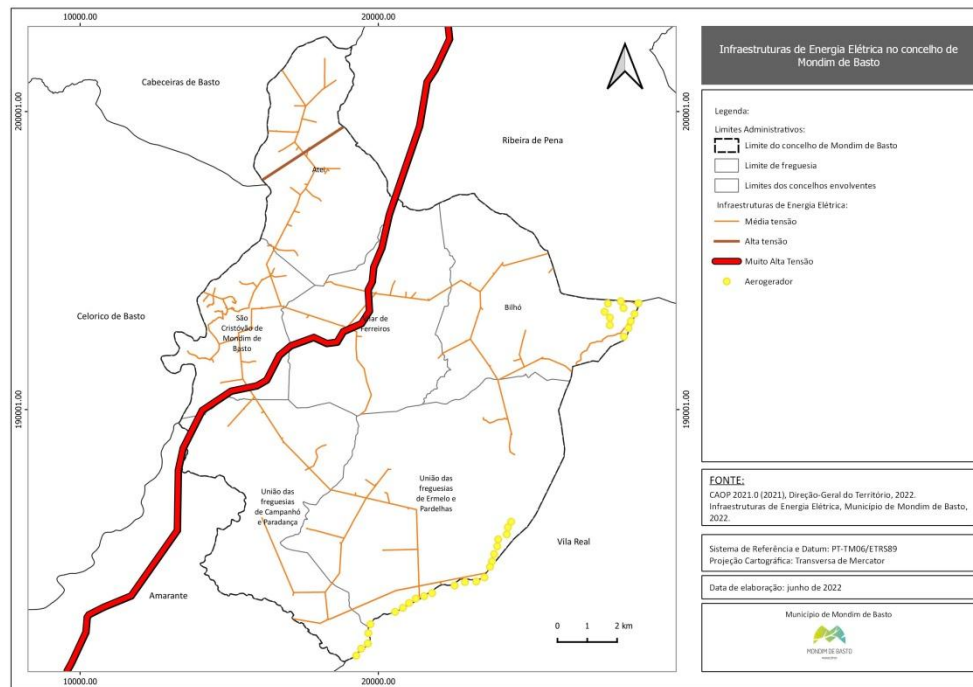 10000.00
20000.00
200001.00
200001.00
190001.00
190001.00
Cabeceiras de Basto
Ribeira de Pena
Atei
Celorico de Basto
São
Cristóvão de
Mondim de
Basto
Ferreiros
Bilhó
União das
freguesias
de Campanhó
e Paradança
União das
freguesias
de Ermelo e
Pardelhas
Vila Real
Amarante
0 1 2 km
10000.00
20000.00
Infraestruturas de Energia Elétrica no concelho de
Mondim de Basto
Legenda:
Limites Administrativos:
Limite do concelho de Mondim de Basto
Limite de freguesia
Limites dos concelhos envolventes
Infraestruturas de Energia Elétrica:
Média tensão
Alta tensão
Muito Alta Tensão
Aerogerador
FONTE:
CAOP 2021.0 (2021), Direção-Geral do Território, 2022.
Infraestruturas de Energia Elétrica, Município de Mondim de Basto,
2022.
Sistema de Referência e Datum: PT-TM06/ETRS89
Projeção Cartográfica: Transversa de Mercator
Data de elaboração: junho de 2022
Município de Mondim de Basto
MONDIM DE BASTO